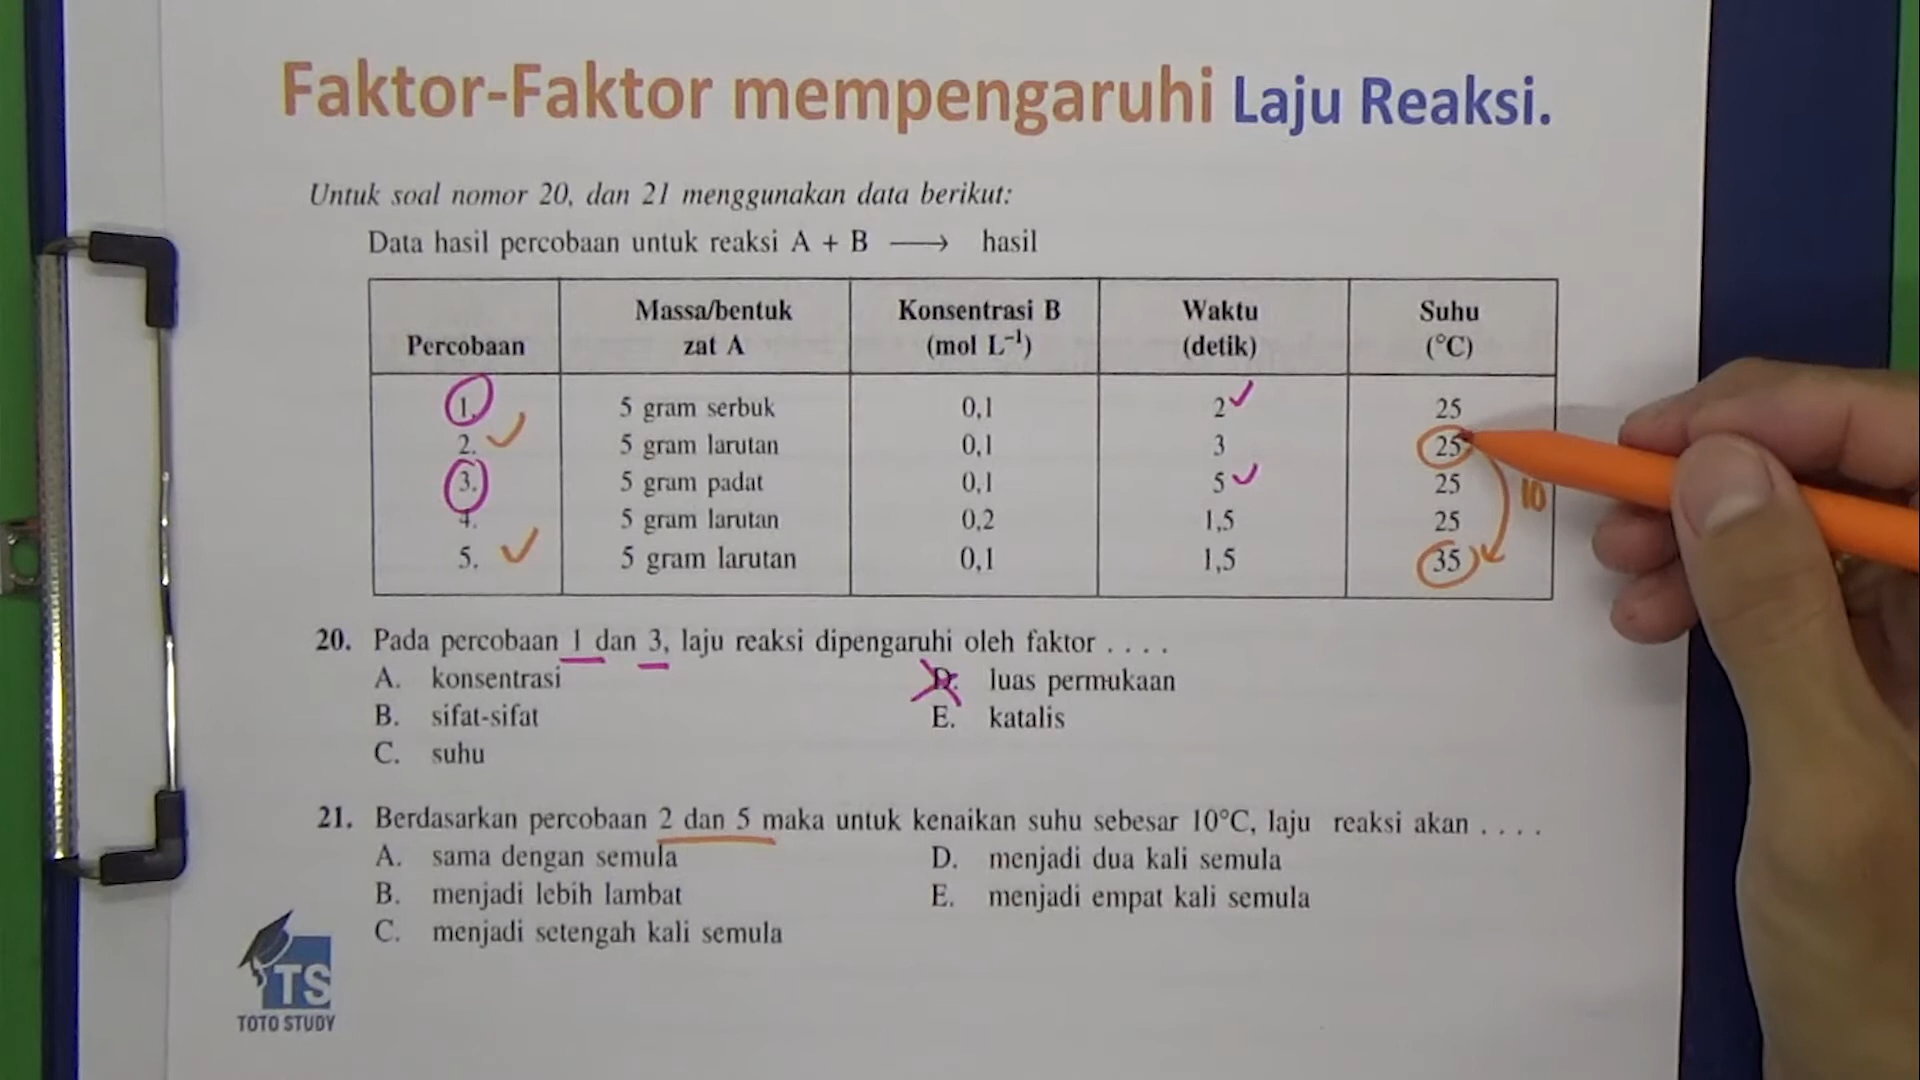 Faktor-Faktor mempengaruhi Laju Reaksi.
Untuk soal nomor 20, dan 21 menggunakan data berikut:
Data hasil percobaan untuk reaksi A + B ⟶ hasil
Percobaan | Massa/bentuk zat A | Konsentrasi B (mol L⁻¹) | Waktu (detik) | Suhu (°C)
1. | 5 gram serbuk | 0,1 | 2 | 25
2. | 5 gram larutan | 0,1 | 3 | 25
3. | 5 gram padat | 0,1 | 5 | 25
4. | 5 gram larutan | 0,2 | 1,5 | 25
5. | 5 gram larutan | 0,1 | 1,5 | 35
10
20. Pada percobaan 1 dan 3, laju reaksi dipengaruhi oleh faktor . . . .
A. konsentrasi
B. sifat-sifat
C. suhu
D. luas permukaan
E. katalis
21. Berdasarkan percobaan 2 dan 5 maka untuk kenaikan suhu sebesar 10°C, laju reaksi akan . . . .
A. sama dengan semula
B. menjadi lebih lambat
C. menjadi setengah kali semula
D. menjadi dua kali semula
E. menjadi empat kali semula
TS
TOTO STUDY